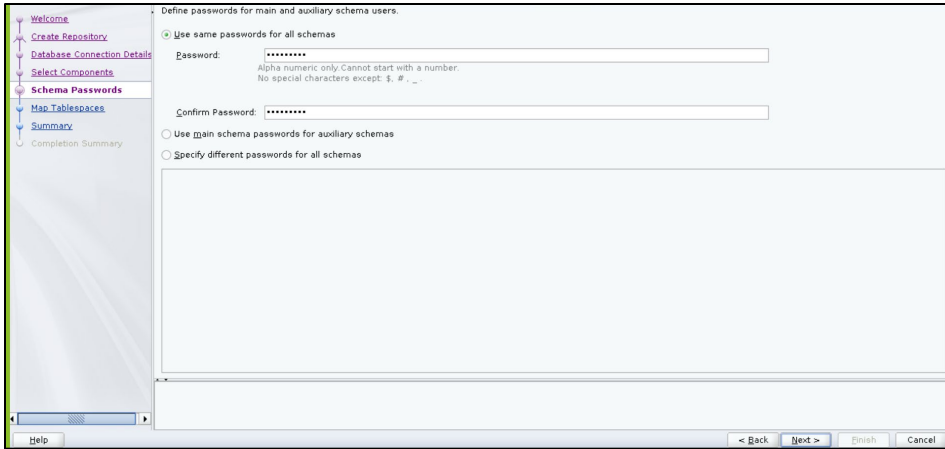 Welcome
Create Repository
Database Connection Details
Select Components
Schema Passwords
Map Tablespaces
Summary
Completion Summary
Define passwords for main and auxiliary schema users.
Use same passwords for all schemas
Password: •••••••••
Alpha numeric only.Cannot start with a number.
No special characters except: $, # , _ .
Confirm Password: •••••••••
Use main schema passwords for auxiliary schemas
Specify different passwords for all schemas
Help
< Back
Next >
Finish
Cancel